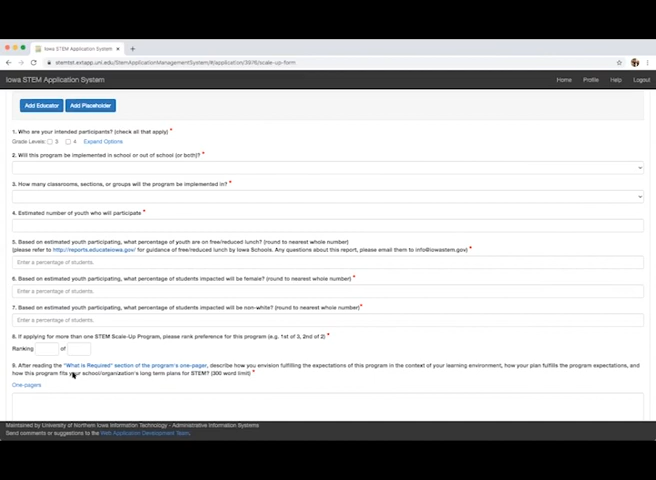 Iowa STEM Application System
stemtst.extapp.uni.edu/StemApplicationManagementSystem/#/application/3976/scale-up-form
Iowa STEM Application System
Home Profile Help Logout
Add Educator Add Placeholder
1. Who are your intended participants? (check all that apply) *
Grade Levels: 3 4 Expand Options
2. Will this program be implemented in school or out of school (or both)? *
3. How many classrooms, sections, or groups will the program be implemented in? *
4. Estimated number of youth who will participate *
5. Based on estimated youth participating, what percentage of youth are on free/reduced lunch? (round to nearest whole number)
(please refer to http://reports.educateiowa.gov/ for guidance of free/reduced lunch by Iowa Schools. Any questions about this report, please email them to info@iowastem.gov) *
Enter a percentage of students.
6. Based on estimated youth participating, what percentage of students impacted will be female? (round to nearest whole number) *
Enter a percentage of students.
7. Based on estimated youth participating, what percentage of students impacted will be non-white? (round to nearest whole number) *
Enter a percentage of students.
8. If applying for more than one STEM Scale-Up Program, please rank preference for this program (e.g. 1st of 3, 2nd of 2) *
Ranking of
9. After reading the "What is Required" section of the program's one-pager, describe how you envision fulfilling the expectations of this program in the context of your learning environment, how your plan fulfills the program expectations, and
how this program fits your school/organization's long term plans for STEM? (300 word limit) *
One-pagers
Maintained by University of Northern Iowa Information Technology - Administrative Information Systems
Send comments or suggestions to the Web Application Development Team.